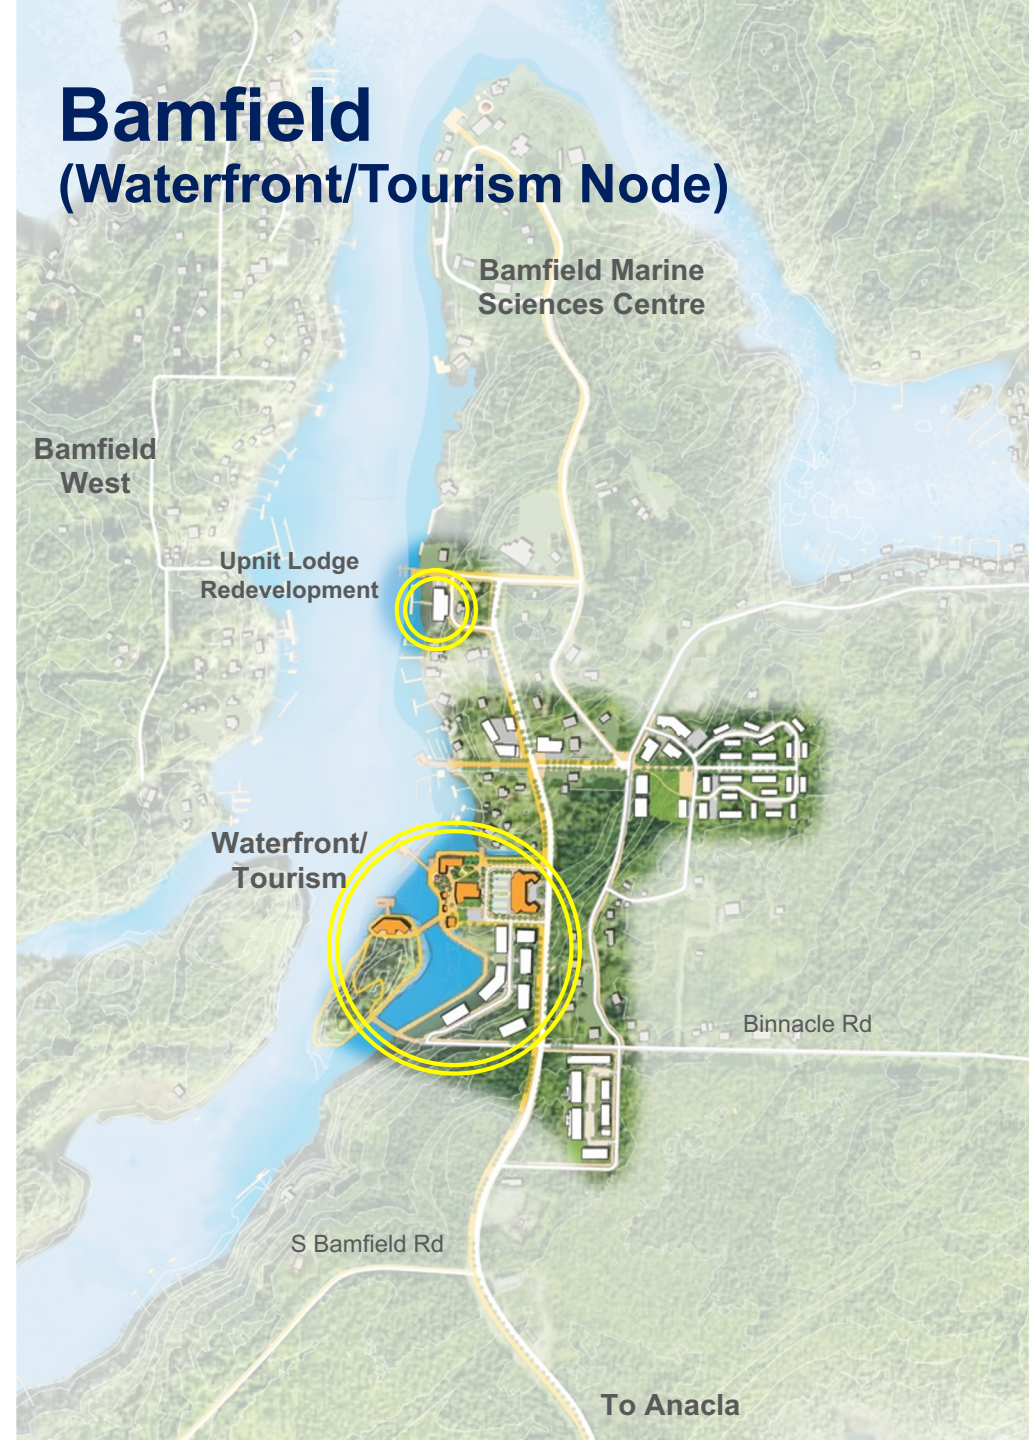 Bamfield
(Waterfront/Tourism Node)
Bamfield Marine
Sciences Centre
Bamfield
West
Upnit Lodge
Redevelopment
Waterfront/
Tourism
Binnacle Rd
S Bamfield Rd
To Anacla